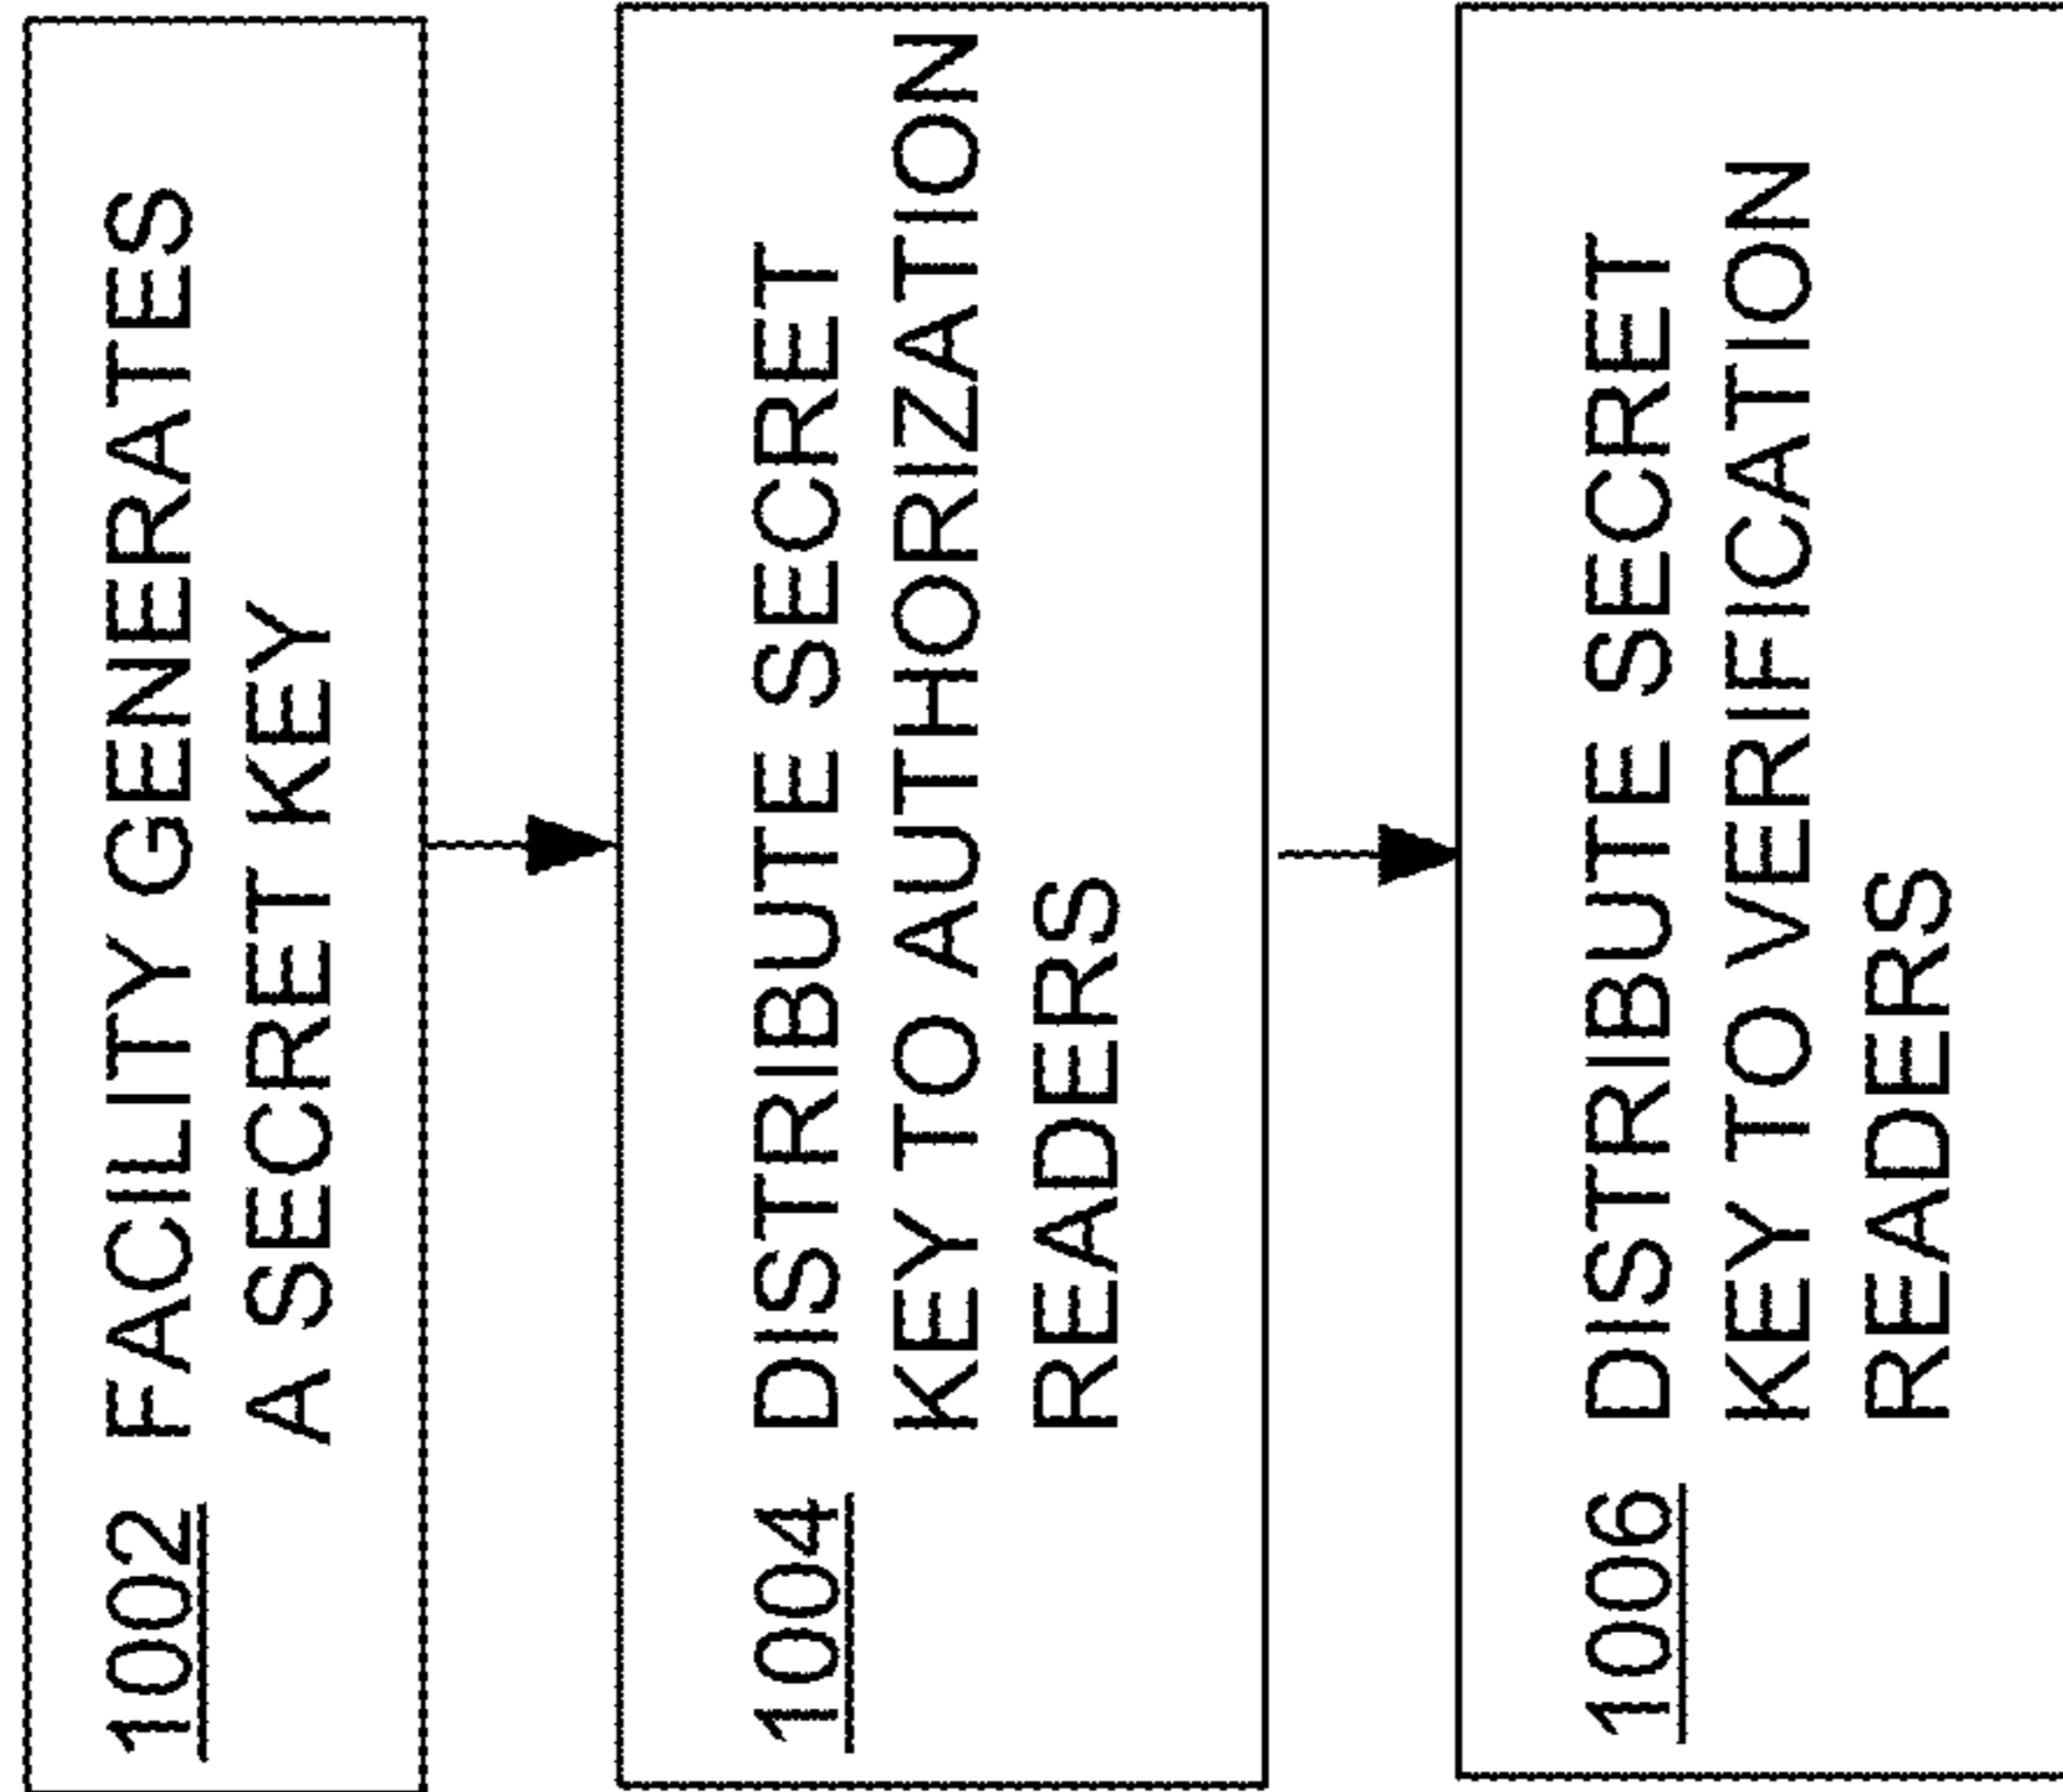 1002 FACILITY GENERATES
A SECRET KEY
1004 DISTRIBUTE SECRET
KEY TO AUTHORIZATION
READERS
1006 DISTRIBUTE SECRET
KEY TO VERIFICATION
READERS